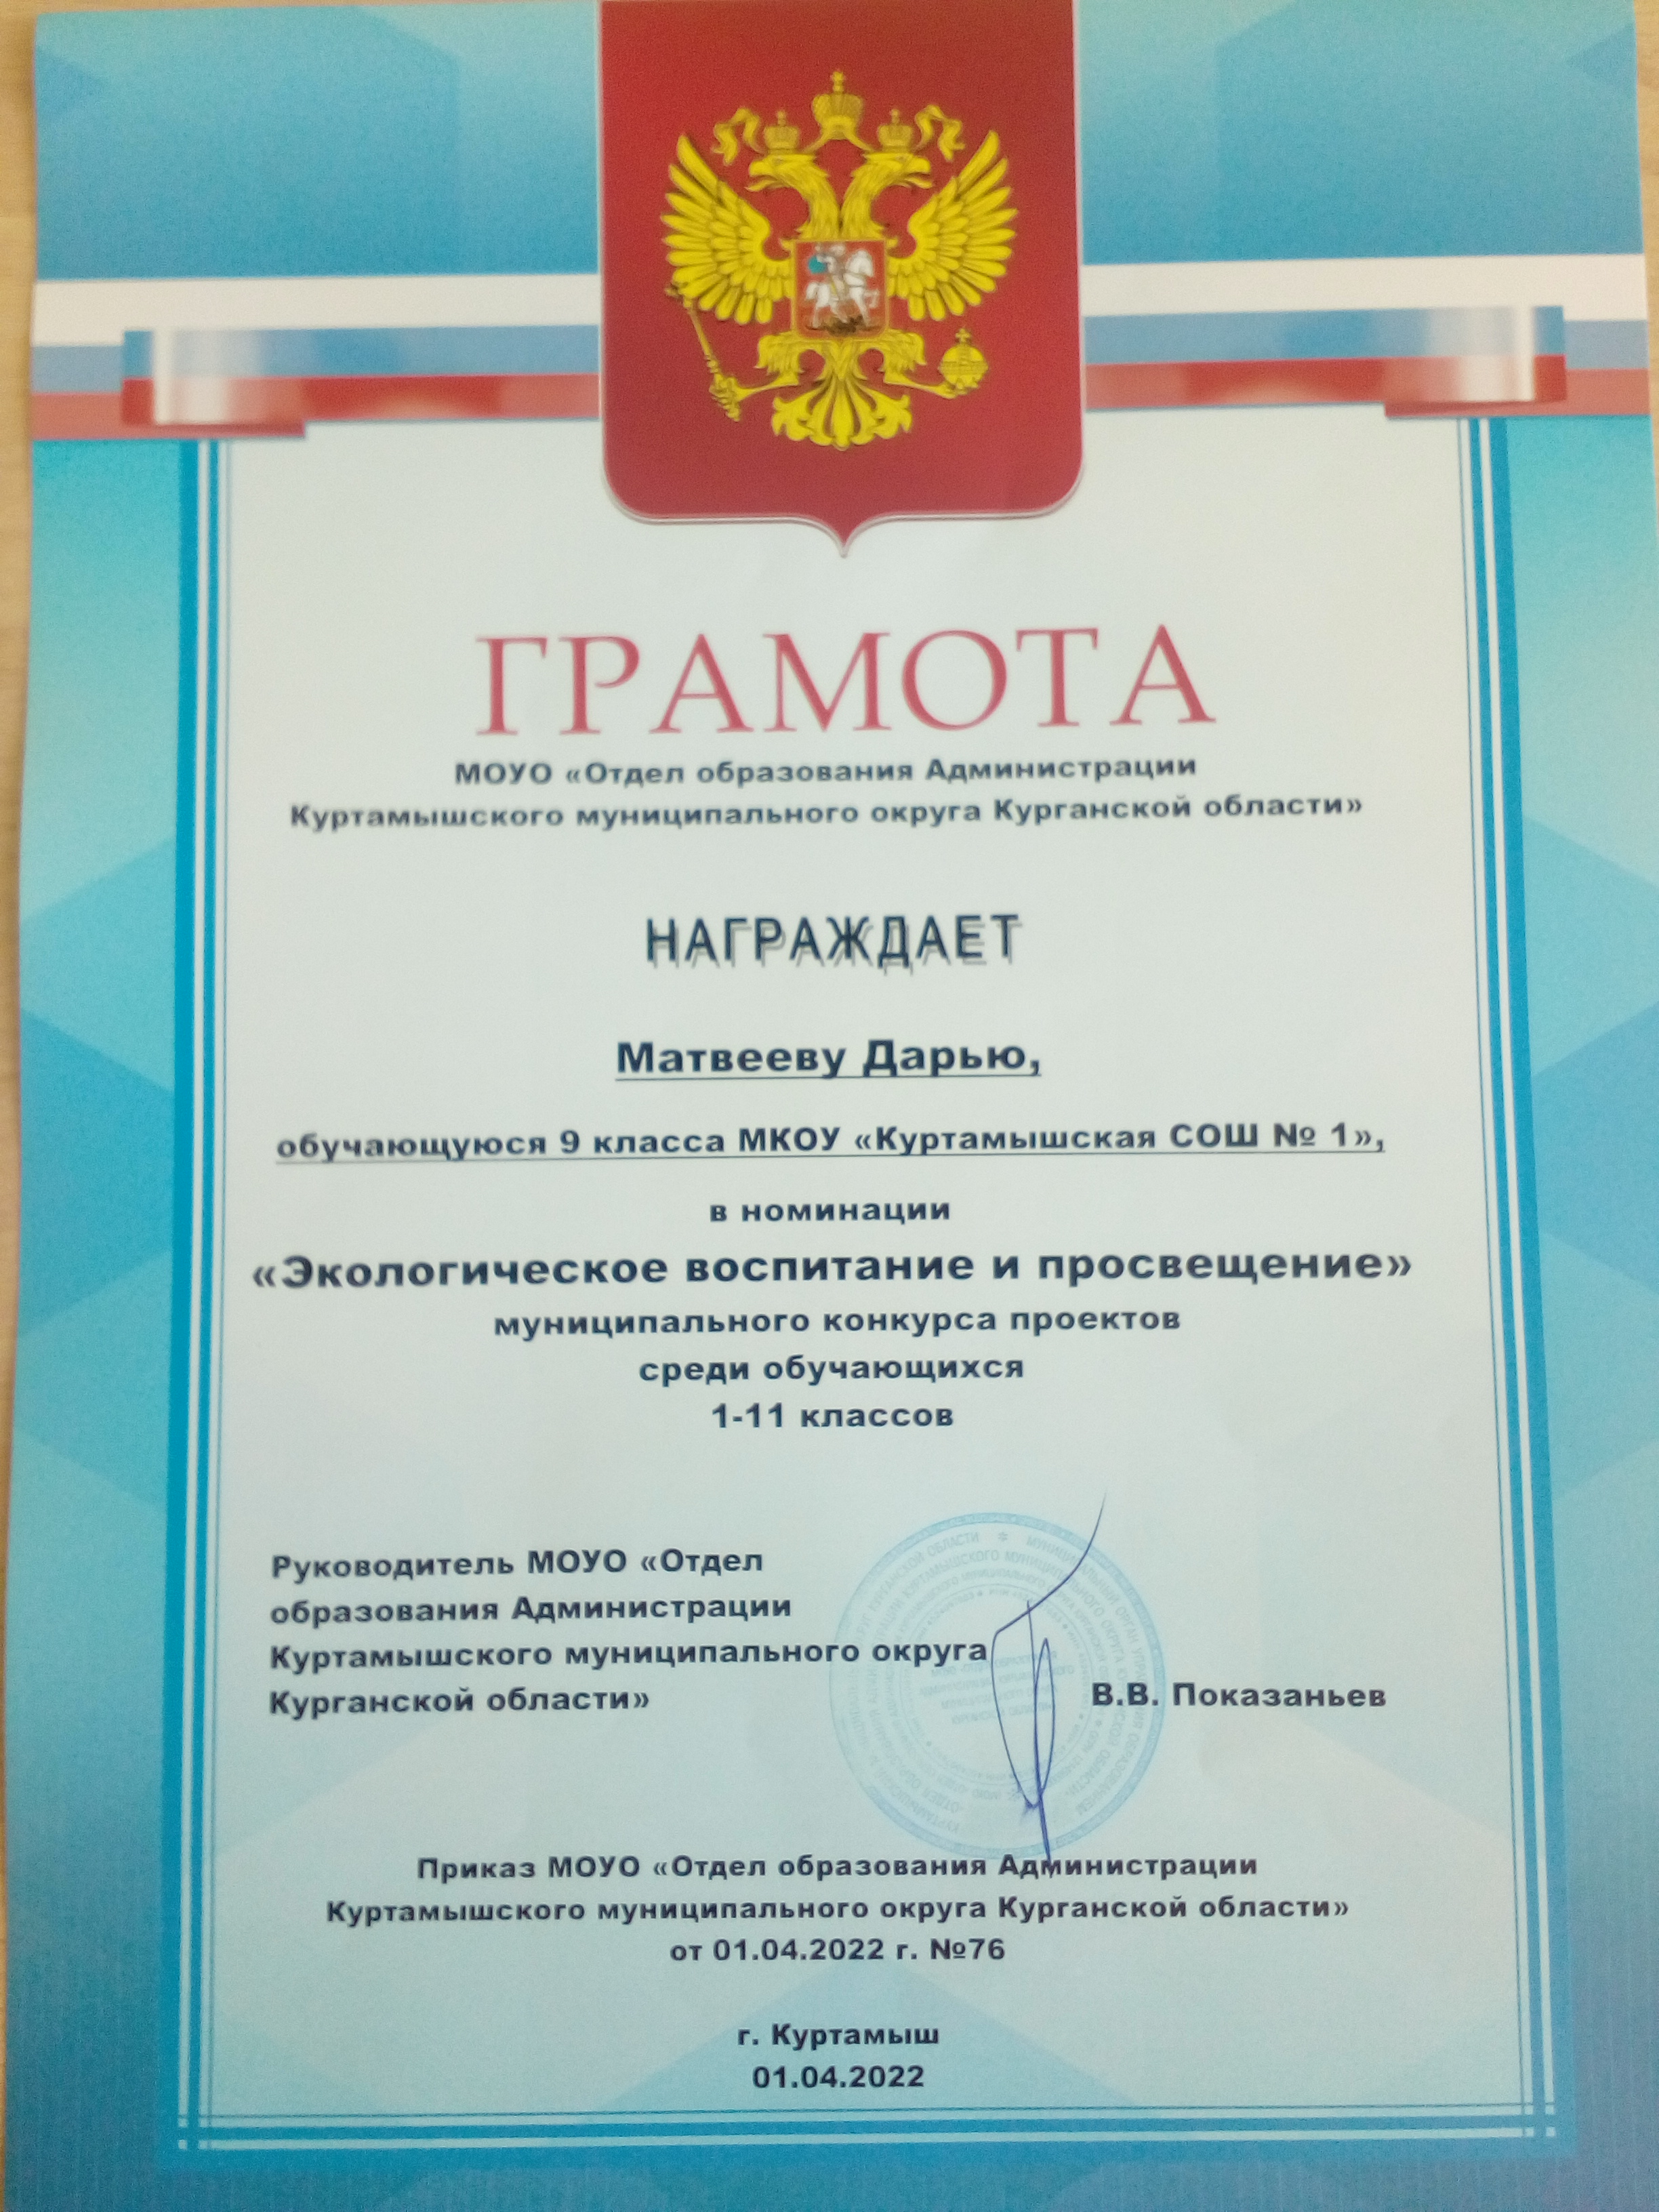 ГРАМОТА
МОУО «Отдел образования Администрации
Куртамышского муниципального округа Курганской области»
НАГРАЖДАЕТ
Матвееву Дарью,
обучающуюся 9 класса МКОУ «Куртамышская СОШ № 1»,
в номинации
«Экологическое воспитание и просвещение»
муниципального конкурса проектов
среди обучающихся
1-11 классов
Руководитель МОУО «Отдел
образования Администрации
Куртамышского муниципального округа
Курганской области»
В.В. Показаньев
Приказ МОУО «Отдел образования Администрации
Куртамышского муниципального округа Курганской области»
от 01.04.2022 г. №76
г. Куртамыш
01.04.2022